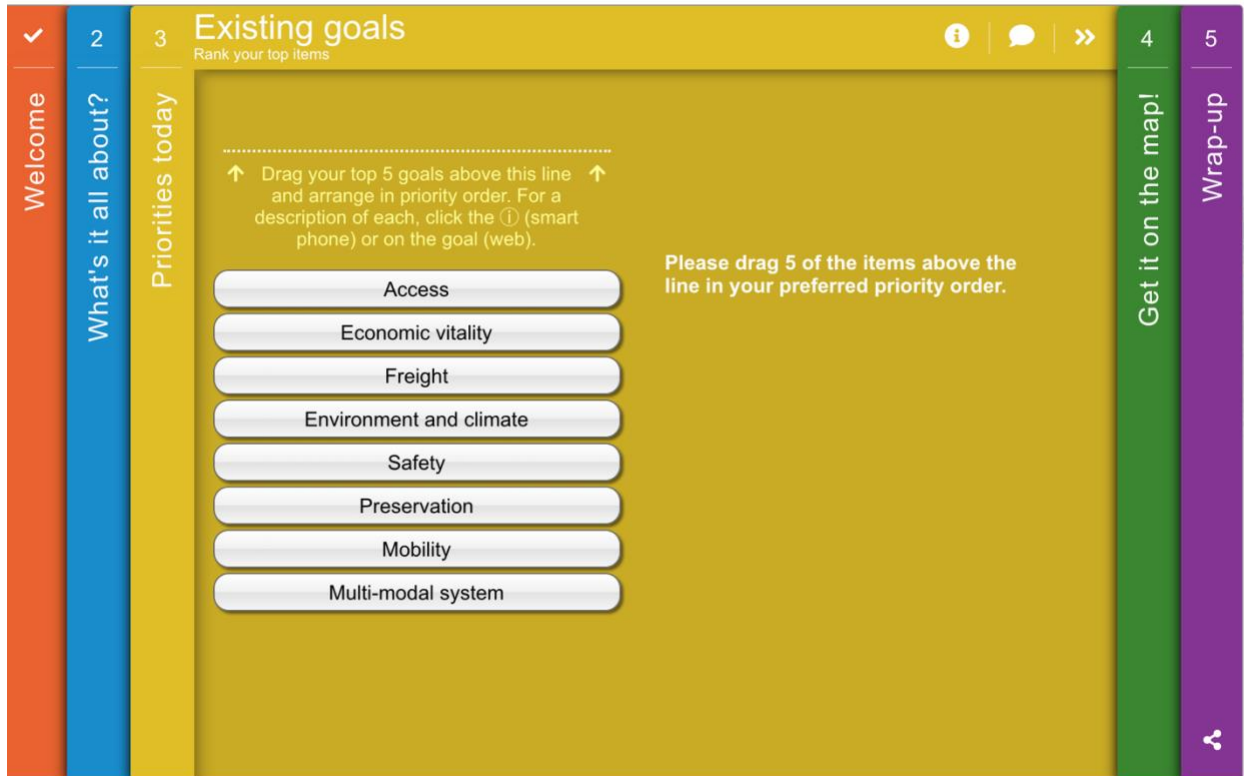 Welcome
2
What's it all about?
3
Priorities today
Existing goals
Rank your top items
Drag your top 5 goals above this line
and arrange in priority order. For a
description of each, click the ⓘ (smart
phone) or on the goal (web).
Access
Economic vitality
Freight
Environment and climate
Safety
Preservation
Mobility
Multi-modal system
Please drag 5 of the items above the
line in your preferred priority order.
4
Get it on the map!
5
Wrap-up